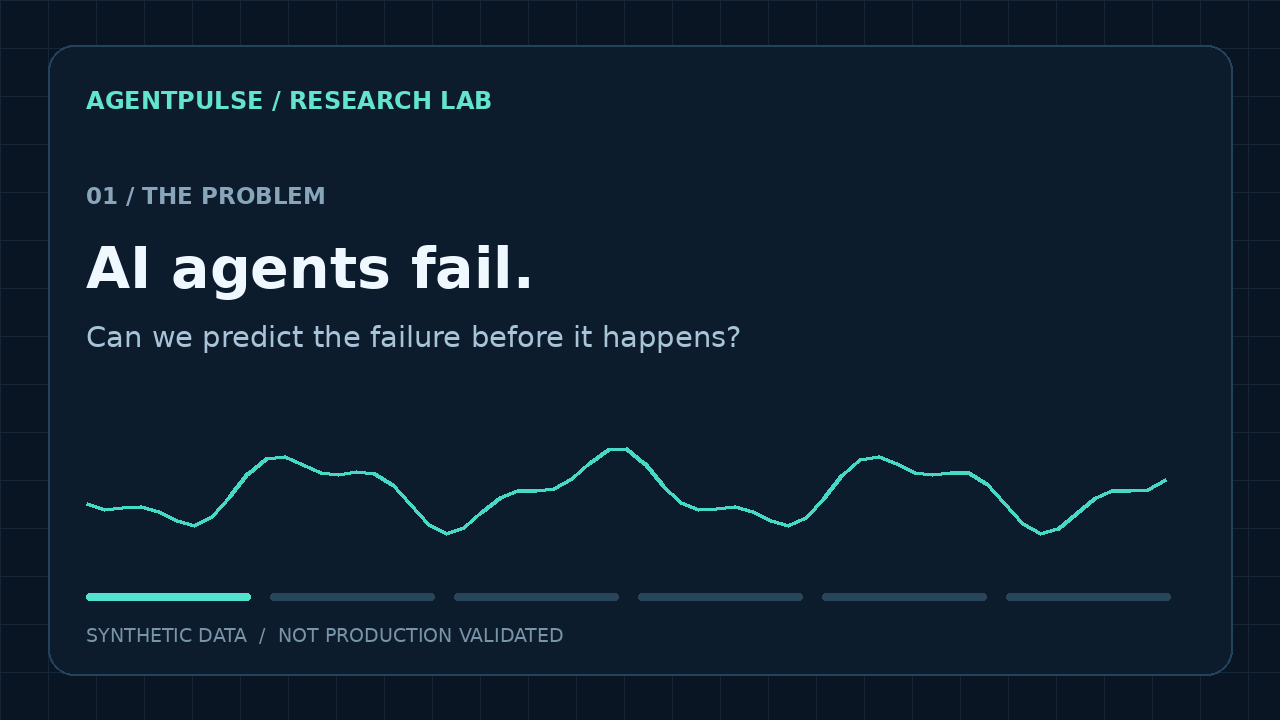 AGENTPULSE / RESEARCH LAB
01 / THE PROBLEM
AI agents fail.
Can we predict the failure before it happens?
SYNTHETIC DATA / NOT PRODUCTION VALIDATED